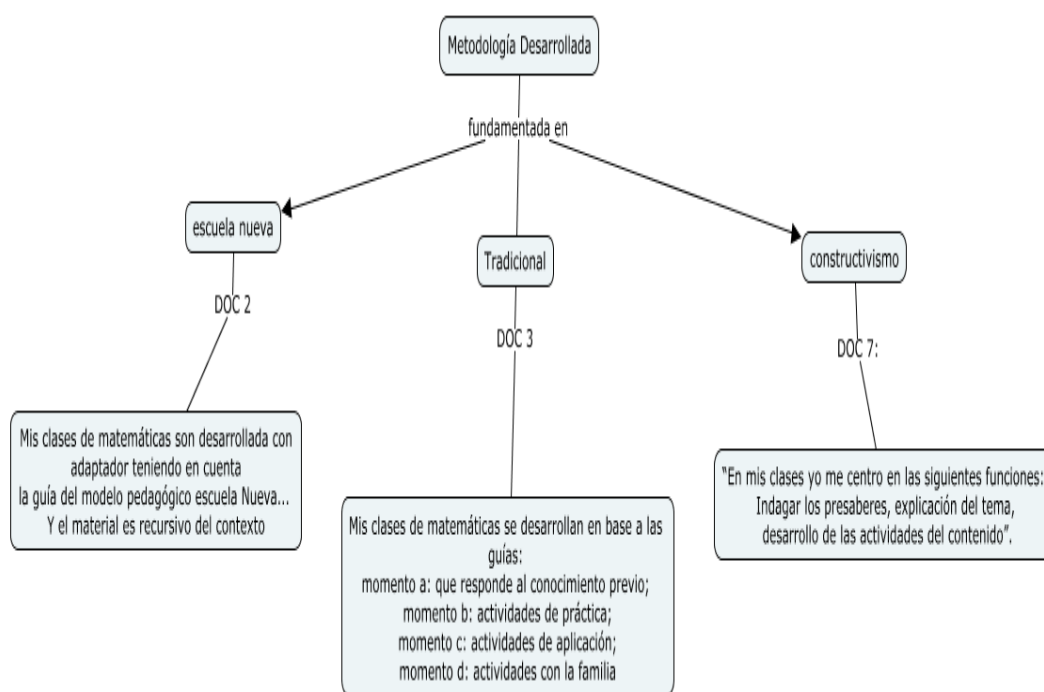 Metodología Desarrollada
fundamentada en
escuela nueva
Tradicional
constructivismo
DOC 2
DOC 3
DOC 7:
Mis clases de matemáticas son desarrollada con
adaptador teniendo en cuenta
la guía del modelo pedagógico escuela Nueva...
Y el material es recursivo del contexto
Mis clases de matemáticas se desarrollan en base a las
guías:
momento a: que responde al conocimiento previo;
momento b: actividades de práctica;
momento c: actividades de aplicación;
momento d: actividades con la familia
“En mis clases yo me centro en las siguientes funciones:
Indagar los presaberes, explicación del tema,
desarrollo de las actividades del contenido”.